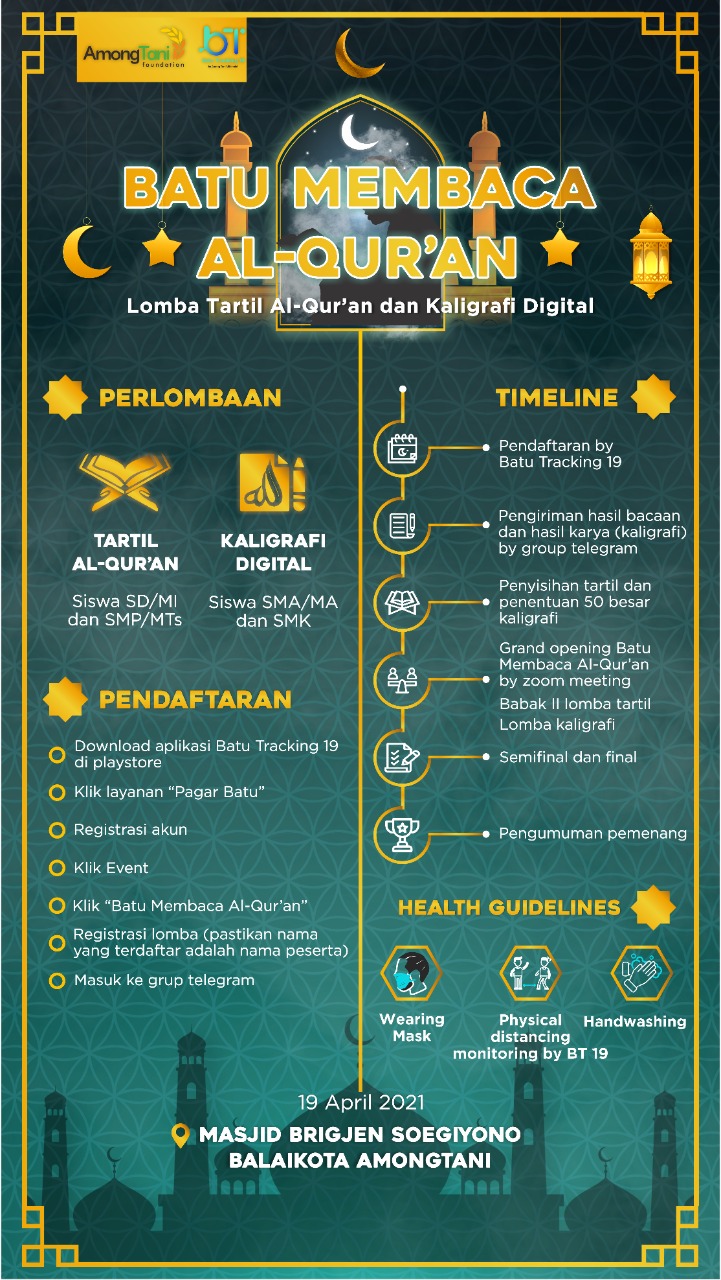 AmongTani
foundation
BT
BATU MEMBACA
AL-QUR'AN
Lomba Tartil Al-Qur'an dan Kaligrafi Digital
PERLOMBAAN
TARTIL
AL-QUR'AN
Siswa SD/MI
dan SMP/MTs
KALIGRAFI
DIGITAL
Siswa SMA/MA
dan SMK
PENDAFTARAN
Download aplikasi Batu Tracking 19
di playstore
Klik layanan “Pagar Batu”
Registrasi akun
Klik Event
Klik “Batu Membaca Al-Qur'an”
Registrasi lomba (pastikan nama
yang terdaftar adalah nama peserta)
Masuk ke grup telegram
TIMELINE
Pendaftaran by
Batu Tracking 19
Pengiriman hasil bacaan
dan hasil karya (kaligrafi)
by group telegram
Penyisihan tartil dan
penentuan 50 besar
kaligrafi
Grand opening Batu
Membaca Al-Qur'an
by zoom meeting
Babak II lomba tartil
Lomba kaligrafi
Semifinal dan final
Pengumuman pemenang
HEALTH GUIDELINES
Wearing
Mask
Physical
distancing
monitoring by BT 19
Handwashing
19 April 2021
MASJID BRIGJEN SOEGIYONO
BALAIKOTA AMONGTANI